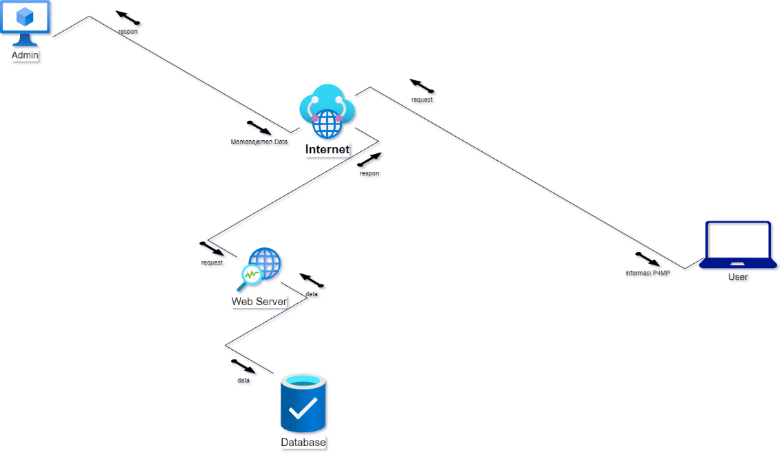 respon
Admin
request
Memanajemen Data
Internet
respon
request
informasi P4MP
User
data
Web Server
data
Database